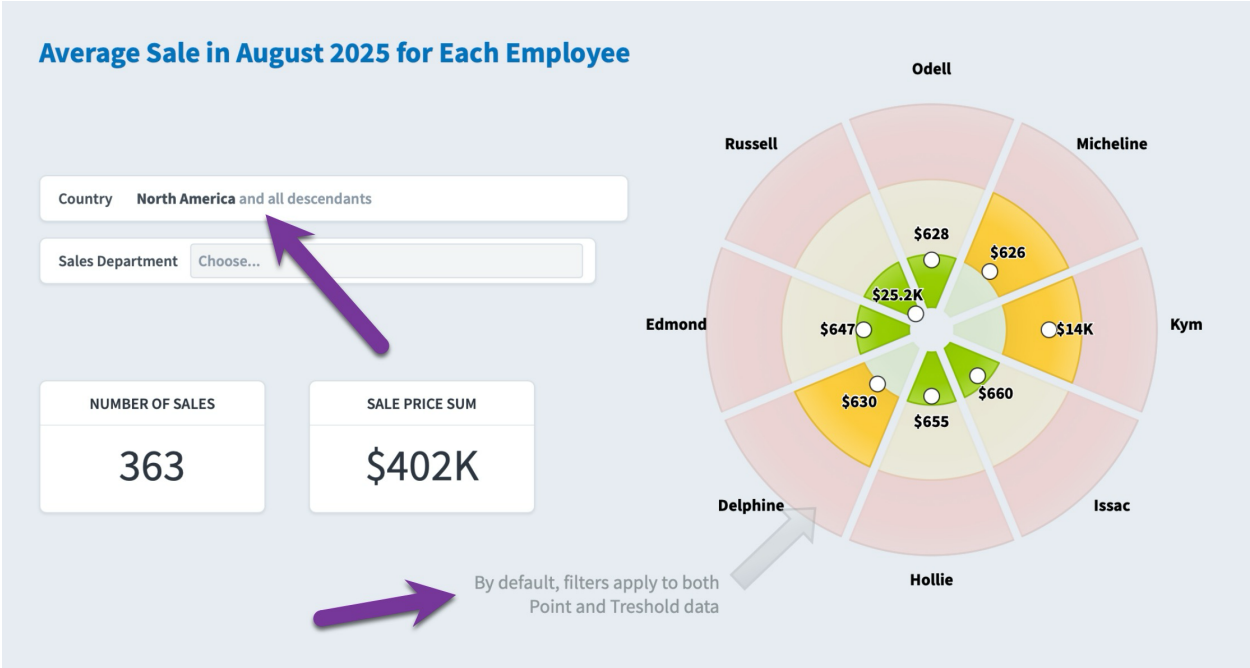 Average Sale in August 2025 for Each Employee
Country North America and all descendants
Sales Department Choose...
NUMBER OF SALES
363
SALE PRICE SUM
$402K
Odell
Russell
Micheline
$628
$626
$25.2K
Edmond
$647
$14K
Kym
$630
$660
$655
Delphine
Issac
Hollie
By default, filters apply to both
Point and Treshold data